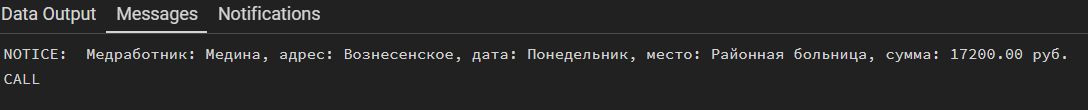 Data Output Messages Notifications
NOTICE:  Медработник: Медина, адрес: Вознесенское, дата: Понедельник, место: Районная больница, сумма: 17200.00 руб.
CALL